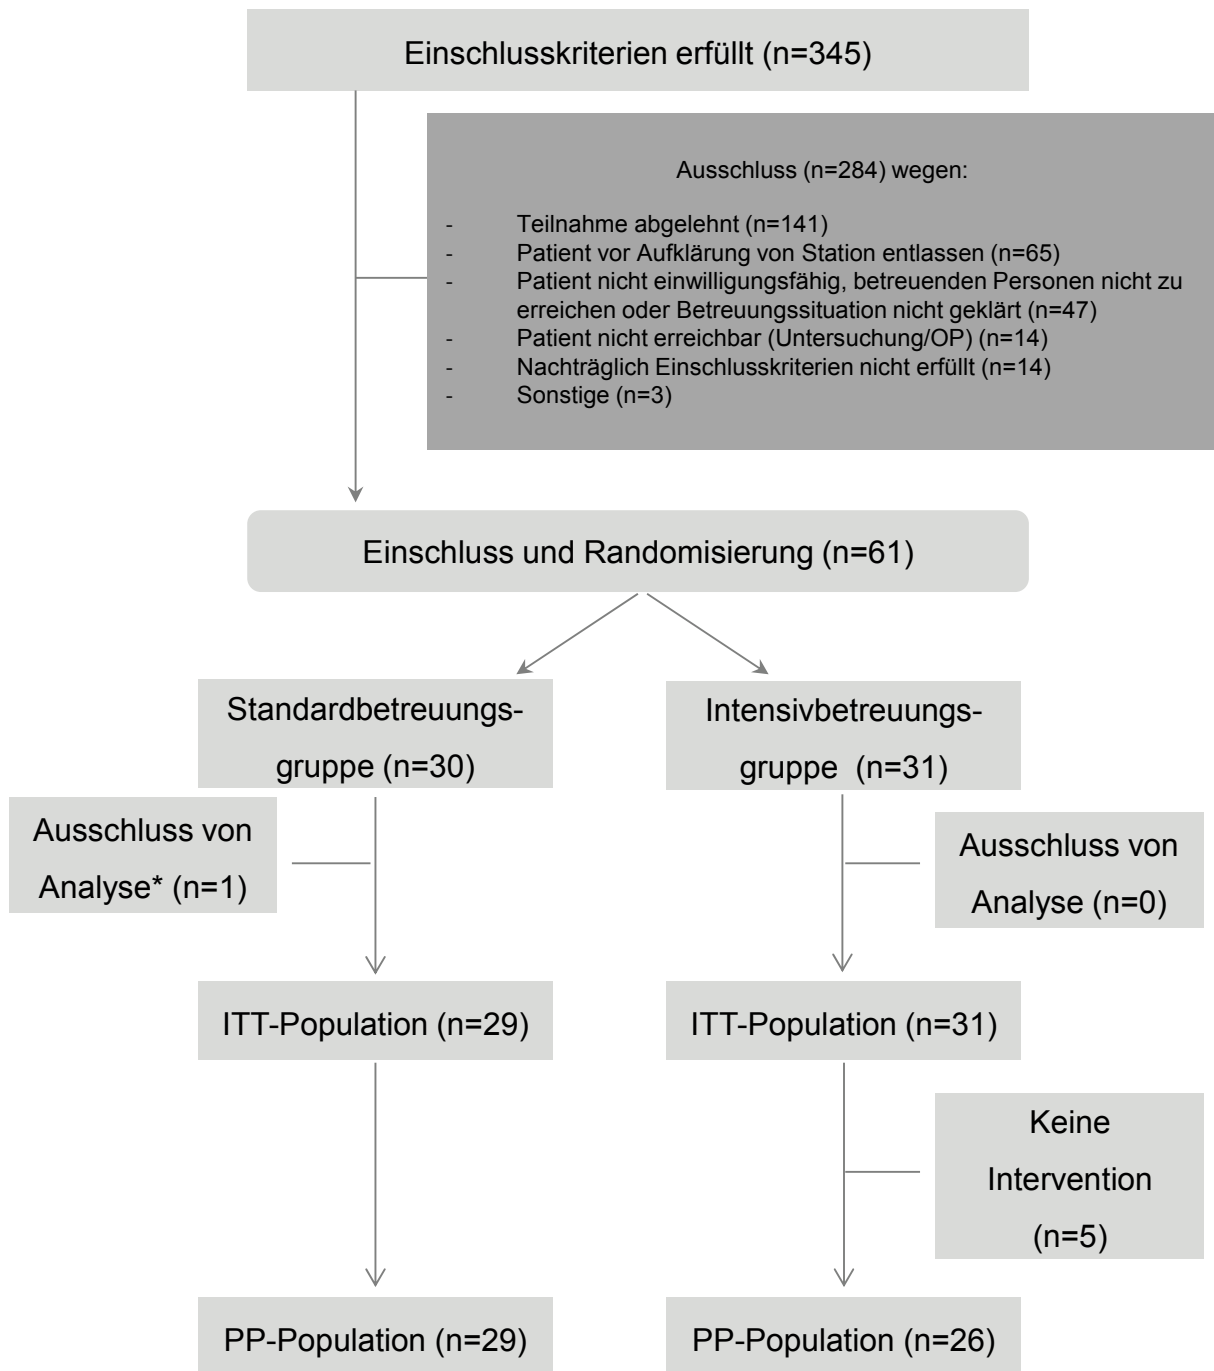 Einschlusskriterien erfüllt (n=345)
Ausschluss (n=284) wegen:
- Teilnahme abgelehnt (n=141)
- Patient vor Aufklärung von Station entlassen (n=65)
- Patient nicht einwilligungsfähig, betreuenden Personen nicht zu
erreichen oder Betreuungssituation nicht geklärt (n=47)
- Patient nicht erreichbar (Untersuchung/OP) (n=14)
- Nachträglich Einschlusskriterien nicht erfüllt (n=14)
- Sonstige (n=3)
Einschluss und Randomisierung (n=61)
Standardbetreuungs-
gruppe (n=30)
Intensivbetreuungs-
gruppe (n=31)
Ausschluss von
Analyse* (n=1)
Ausschluss von
Analyse (n=0)
ITT-Population (n=29)
ITT-Population (n=31)
Keine
Intervention
(n=5)
PP-Population (n=29)
PP-Population (n=26)